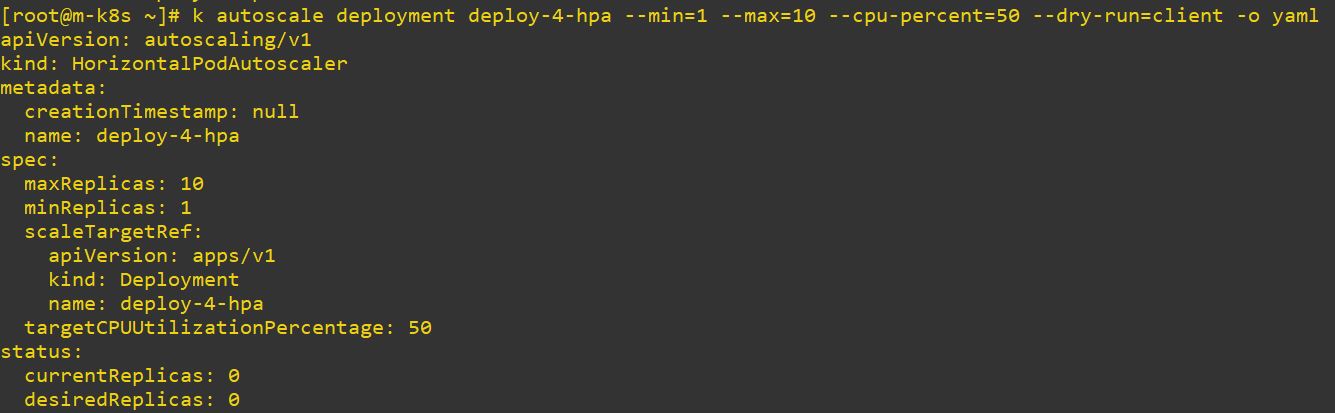 [root@m-k8s ~]# k autoscale deployment deploy-4-hpa --min=1 --max=10 --cpu-percent=50 --dry-run=client -o yaml
apiVersion: autoscaling/v1
kind: HorizontalPodAutoscaler
metadata:
  creationTimestamp: null
  name: deploy-4-hpa
spec:
  maxReplicas: 10
  minReplicas: 1
  scaleTargetRef:
    apiVersion: apps/v1
    kind: Deployment
    name: deploy-4-hpa
  targetCPUUtilizationPercentage: 50
status:
  currentReplicas: 0
  desiredReplicas: 0